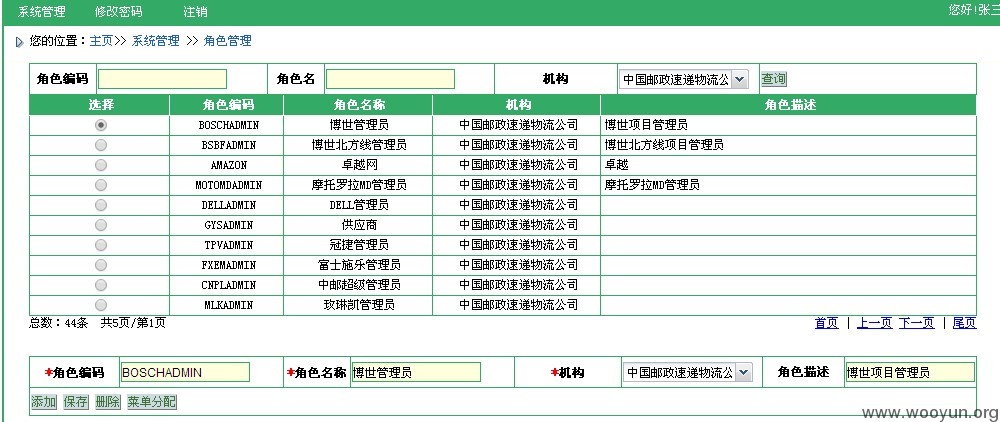 系统管理 修改密码 注销 您好!张三
您的位置：主页>> 系统管理 >> 角色管理
角色编码 角色名 机构 中国邮政速递物流公 查询
选择 角色编码 角色名称 机构 角色描述
BOSCHADMIN 博世管理员 中国邮政速递物流公司 博世项目管理员
BSBFADMIN 博世北方线管理员 中国邮政速递物流公司 博世北方线项目管理员
AMAZON 卓越网 中国邮政速递物流公司 卓越
MOTOMDADMIN 摩托罗拉MD管理员 中国邮政速递物流公司 摩托罗拉MD管理员
DELLADMIN DELL管理员 中国邮政速递物流公司
GYSADMIN 供应商 中国邮政速递物流公司
TPVADMIN 冠捷管理员 中国邮政速递物流公司
FXEMADMIN 富士施乐管理员 中国邮政速递物流公司
CNPLADMIN 中邮超级管理员 中国邮政速递物流公司
MLKADMIN 玫琳凯管理员 中国邮政速递物流公司
总数：44条 共5页/第1页 首页 | 上一页 下一页 | 尾页
*角色编码 BOSCHADMIN *角色名称 博世管理员 *机构 中国邮政速递物流公 角色描述 博世项目管理员
添加 保存 删除 菜单分配
www.wooyun.org